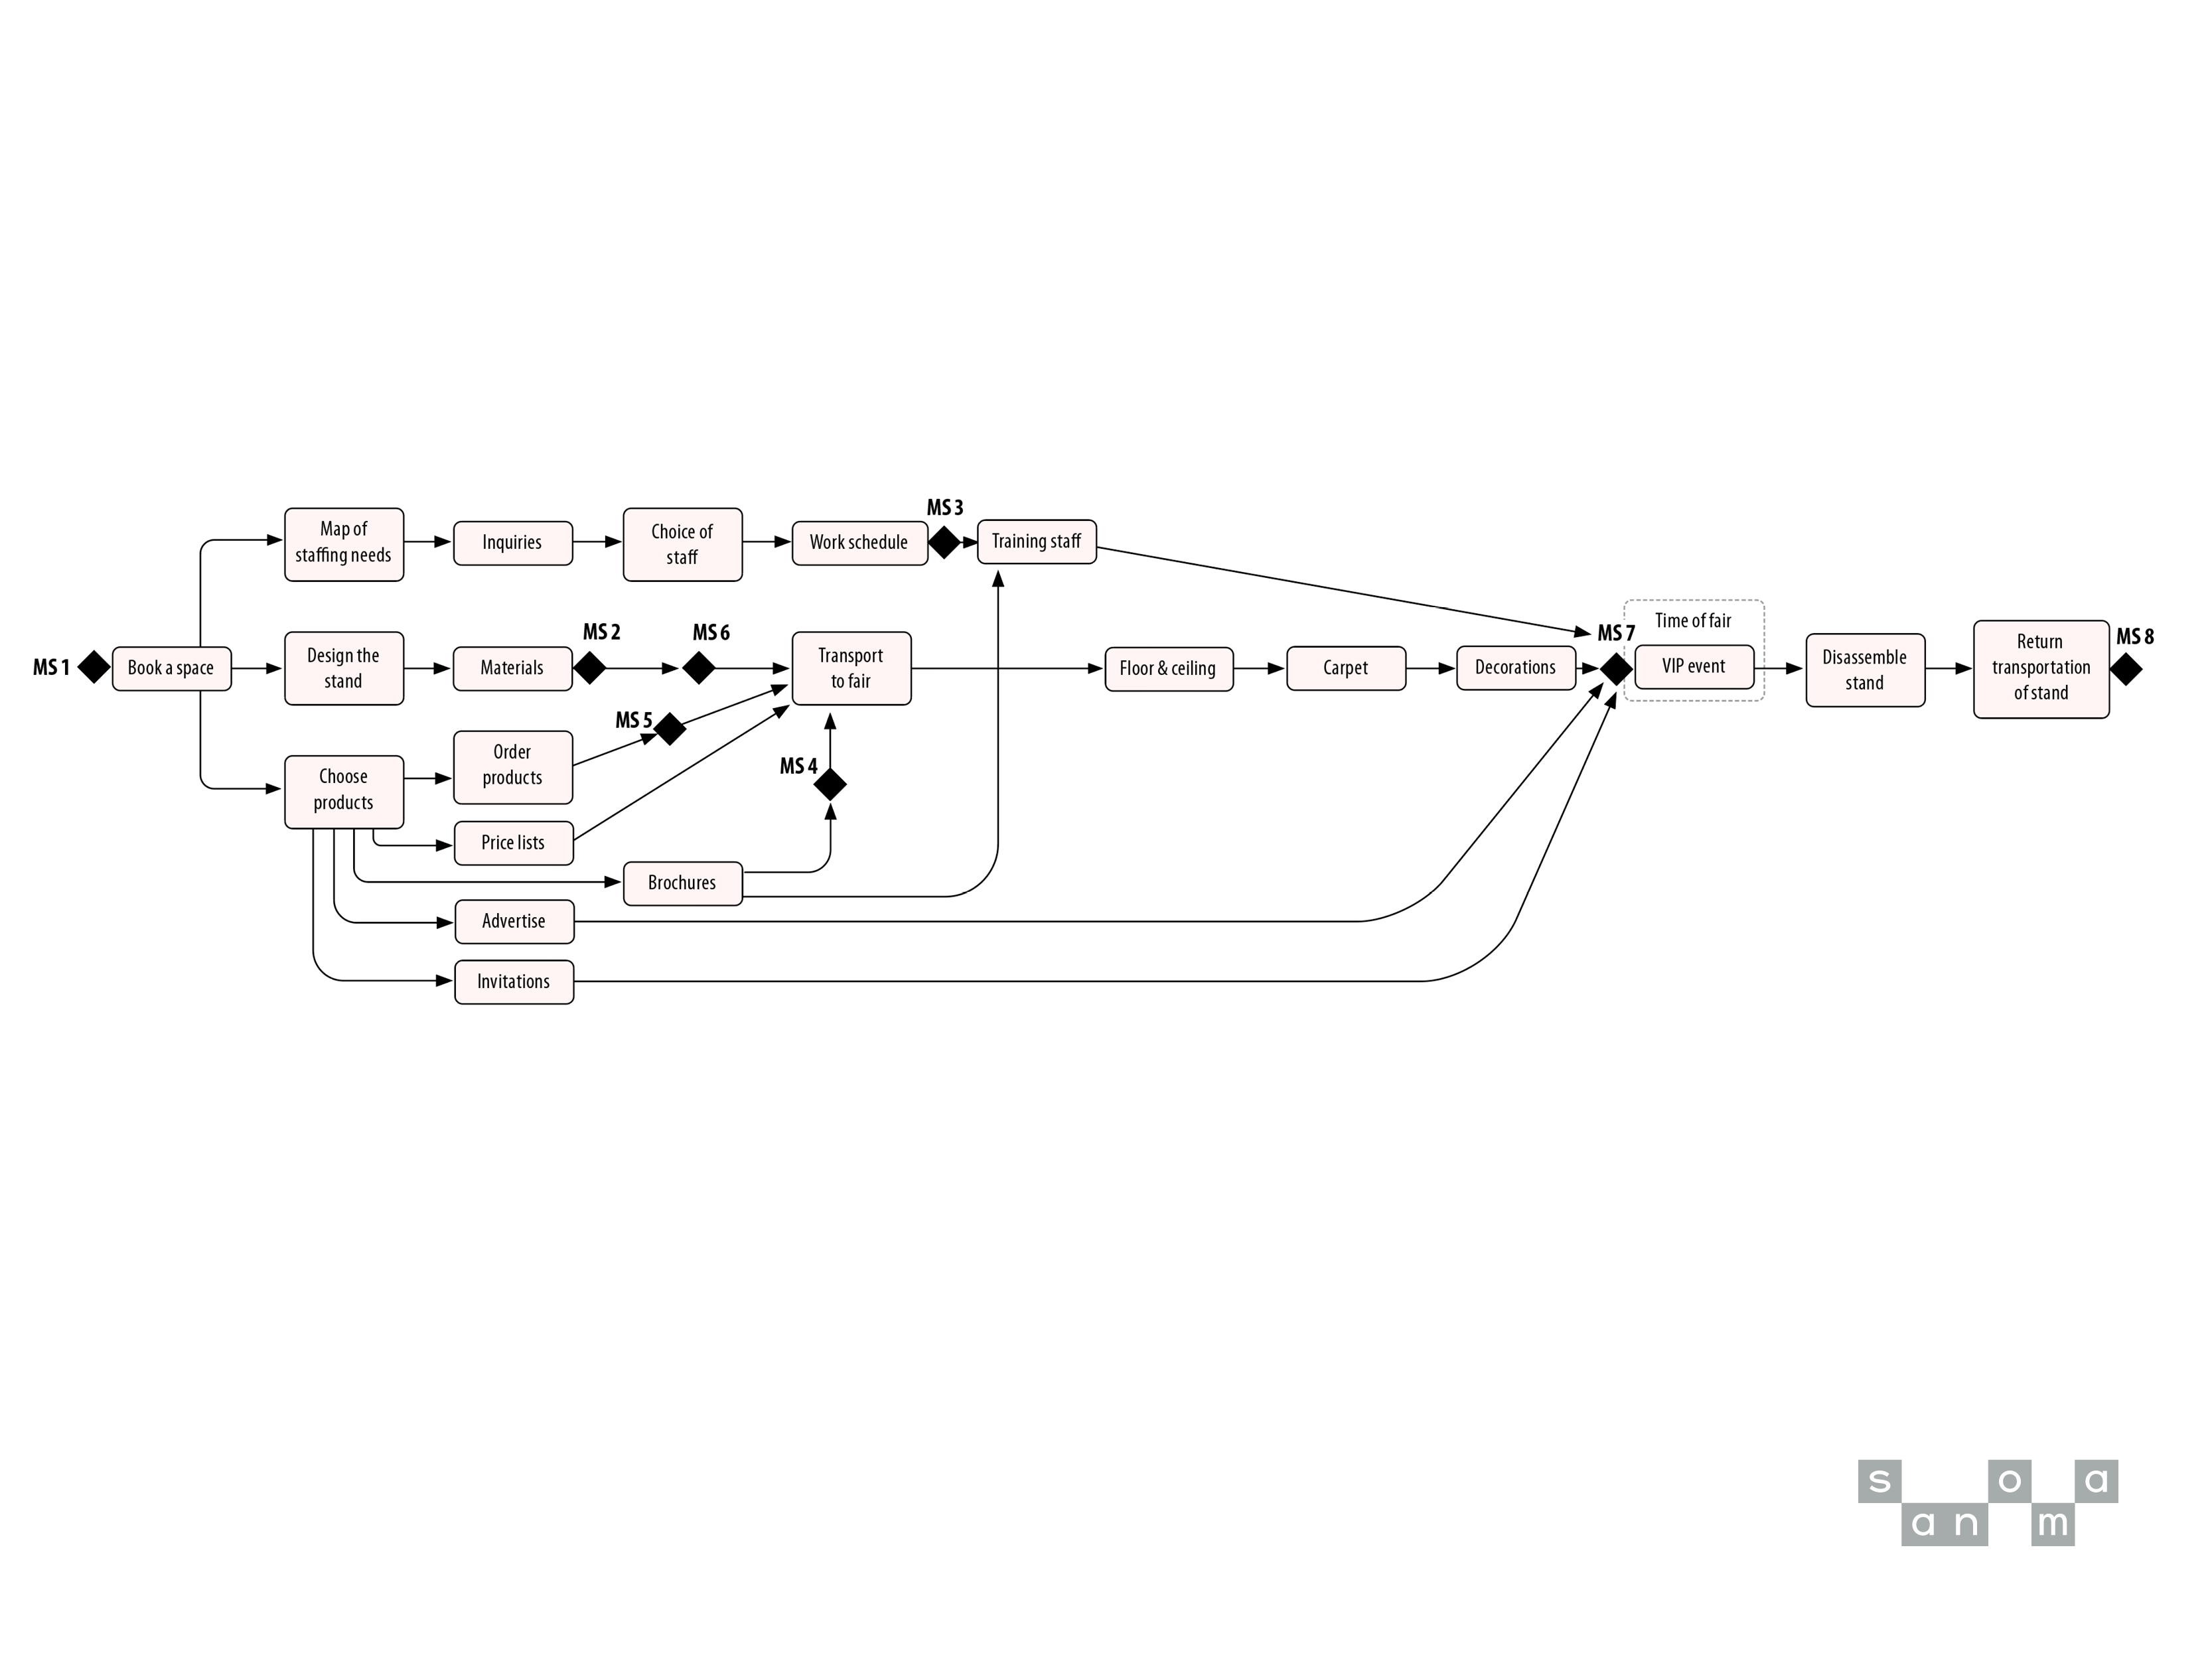 MS 3
Map of
staffing needs
Inquiries
Choice of
staff
Work schedule
Training staff
MS 1
Book a space
Design the
stand
Materials
MS 2
MS 6
Transport
to fair
Floor & ceiling
Carpet
Decorations
MS 7
Time of fair
VIP event
Disassemble
stand
Return
transportation
of stand
MS 8
MS 5
MS 4
Choose
products
Order
products
Price lists
Brochures
Advertise
Invitations
sanoma